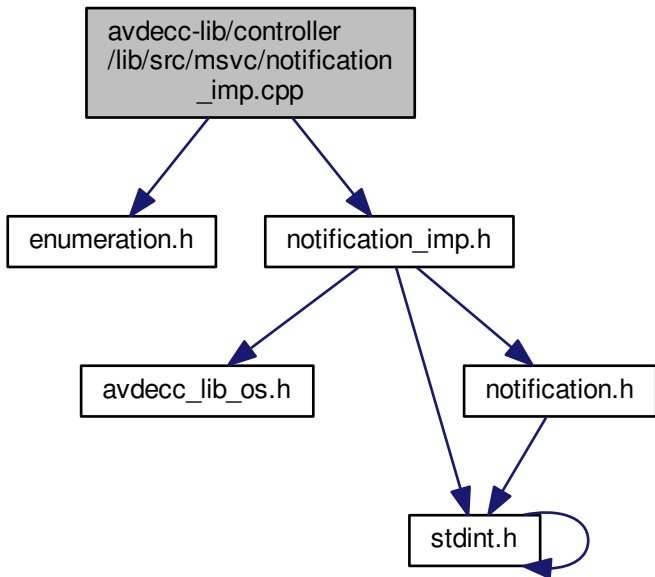 avdecc-lib/controller
/lib/src/msvc/notification
_imp.cpp
enumeration.h
notification_imp.h
avdecc_lib_os.h
notification.h
stdint.h